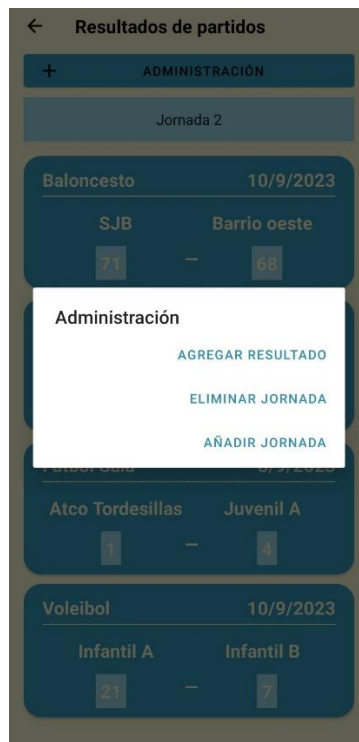 ← Resultados de partidos
+ ADMINISTRACIÓN
Jornada 2
Baloncesto 10/9/2023
SJB Barrio oeste
71 – 68
Administración
AGREGAR RESULTADO
ELIMINAR JORNADA
AÑADIR JORNADA
Atco Tordesillas Juvenil A
1 – 4
Voleibol 10/9/2023
Infantil A Infantil B
21 – 7